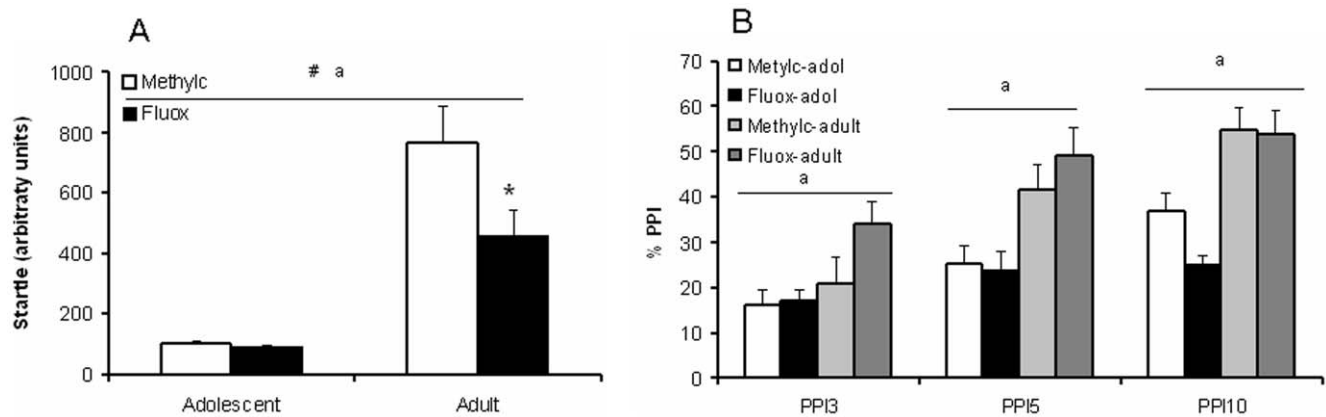 A
Startle (arbitraty units)
1000
800
600
400
200
0
Methylc
Fluox
# a
*
Adolescent
Adult
B
% PPI
70
60
50
40
30
20
10
0
Metylc-adol
Fluox-adol
Methylc-adult
Fluox-adult
a
a
a
PPI3
PPI5
PPI10